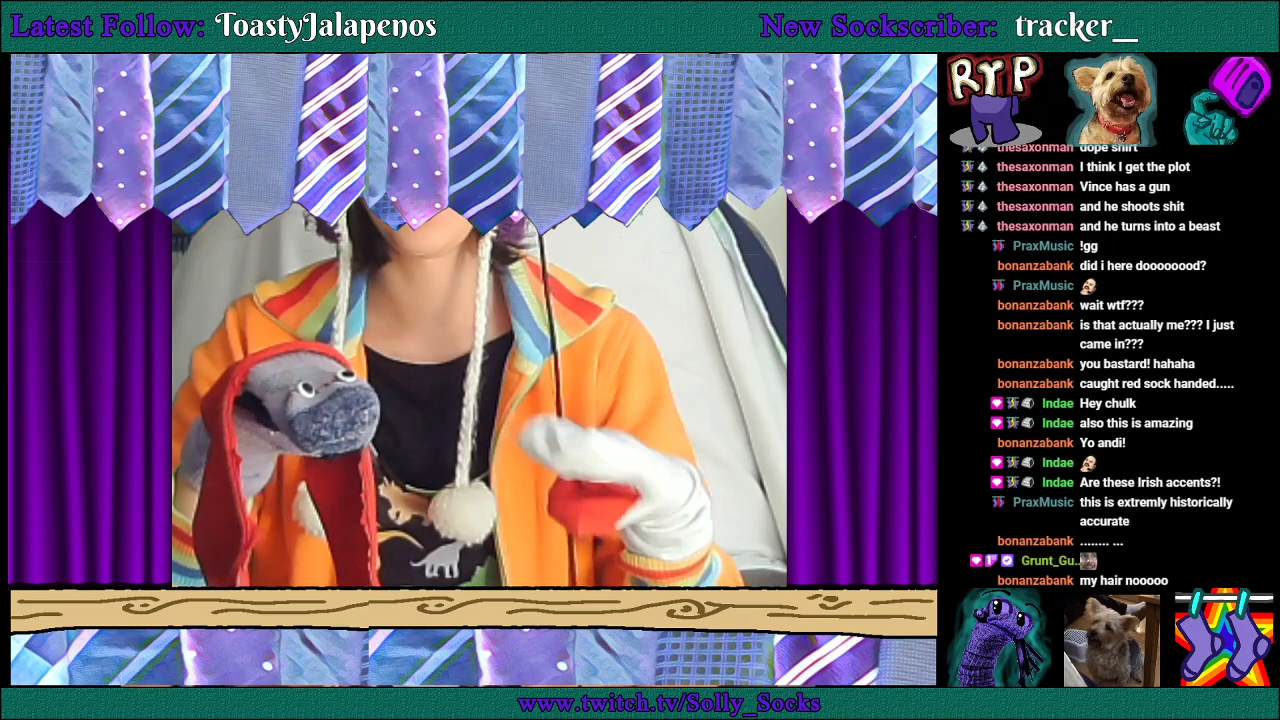 Latest Follow: ToastyJalapenos
New Sockscriber: tracker__
RIP
thesaxonman dope shirt
thesaxonman I think I get the plot
thesaxonman Vince has a gun
thesaxonman and he shoots shit
thesaxonman and he turns into a beast
PraxMusic !gg
bonanzabank did i here doooooood?
PraxMusic
bonanzabank wait wtf???
bonanzabank is that actually me??? I just
came in???
bonanzabank you bastard! hahaha
bonanzabank caught red sock handed.....
Indae Hey chulk
Indae also this is amazing
bonanzabank Yo andi!
Indae
Indae Are these Irish accents?!
PraxMusic this is extremly historically
accurate
bonanzabank ........ ...
Grunt_Gu..
bonanzabank my hair nooooo
www.twitch.tv/Solly_Socks